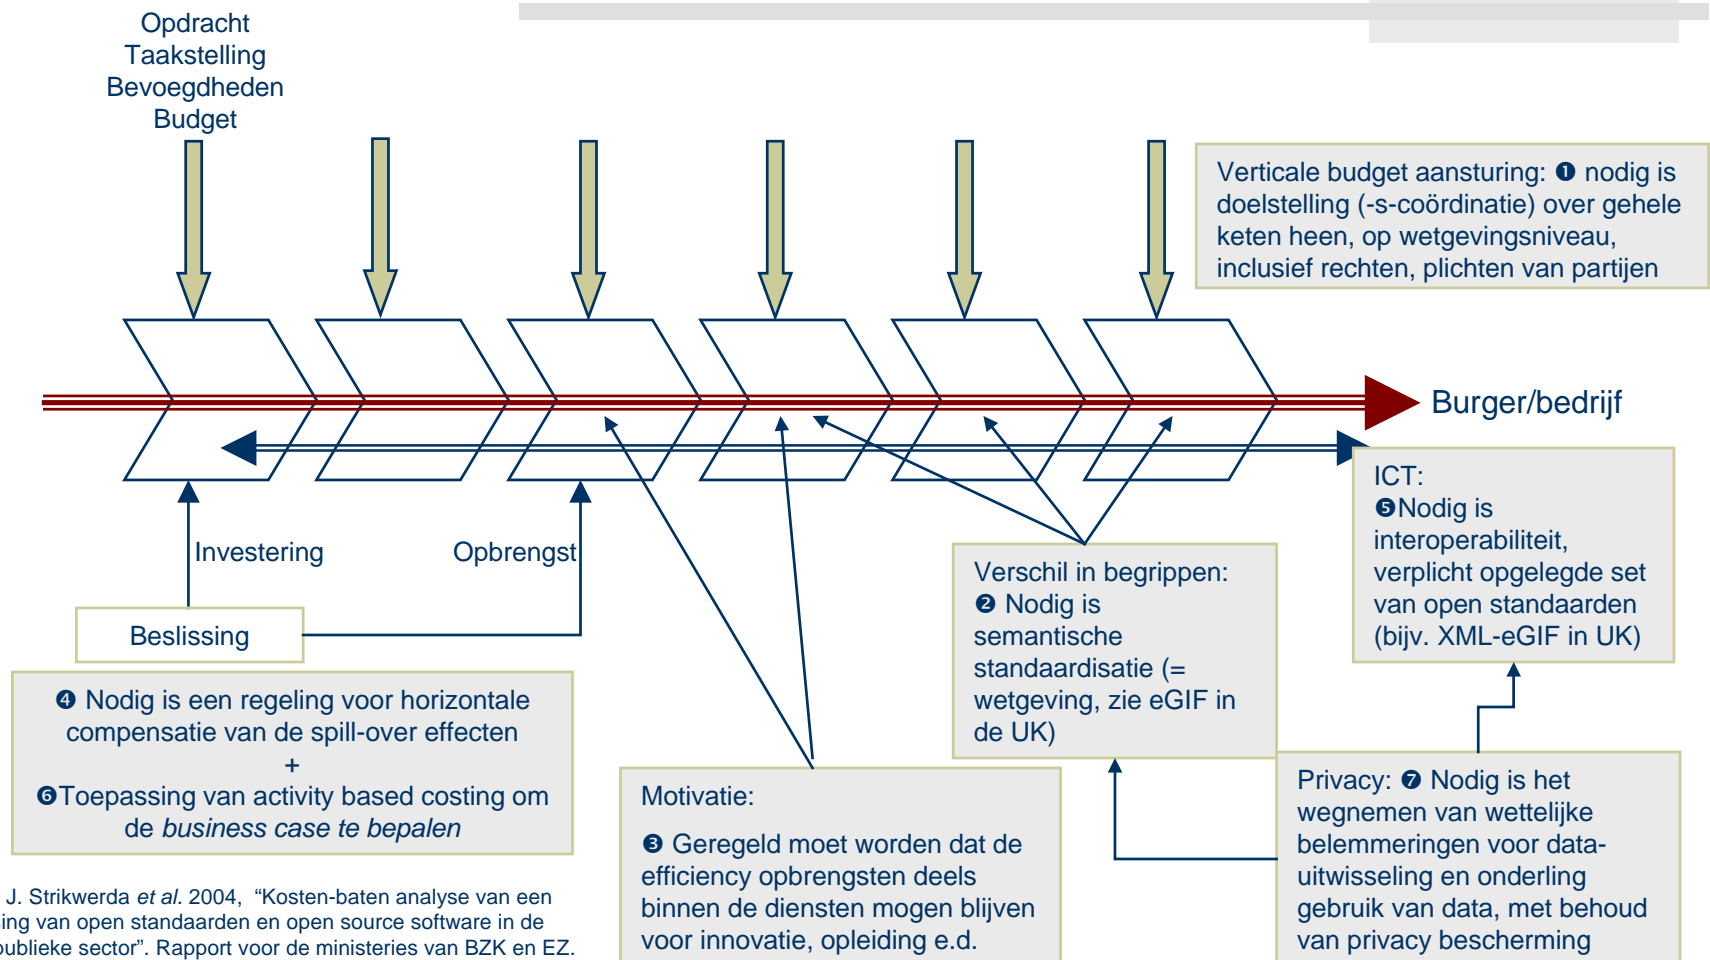 Opdracht
Taakstelling
Bevoegdheden
Budget
Verticale budget aansturing: ❶ nodig is
doelstelling (-s-coördinatie) over gehele
keten heen, op wetgevingsniveau,
inclusief rechten, plichten van partijen
Burger/bedrijf
Investering
Opbrengst
Beslissing
ICT:
❺Nodig is
interoperabiliteit,
verplicht opgelegde set
van open standaarden
(bijv. XML-eGIF in UK)
Verschil in begrippen:
❷ Nodig is
semantische
standaardisatie (=
wetgeving, zie eGIF in
de UK)
❹ Nodig is een regeling voor horizontale
compensatie van de spill-over effecten
+
❻Toepassing van activity based costing om
de business case te bepalen
Motivatie:
❸ Geregeld moet worden dat de
efficiency opbrengsten deels
binnen de diensten mogen blijven
voor innovatie, opleiding e.d.
Privacy: ❼ Nodig is het
wegnemen van wettelijke
belemmeringen voor data-
uitwisseling en onderling
gebruik van data, met behoud
van privacy bescherming
J. Strikwerda et al. 2004, “Kosten-baten analyse van een
sing van open standaarden en open source software in de
publieke sector”. Rapport voor de ministeries van BZK en EZ.